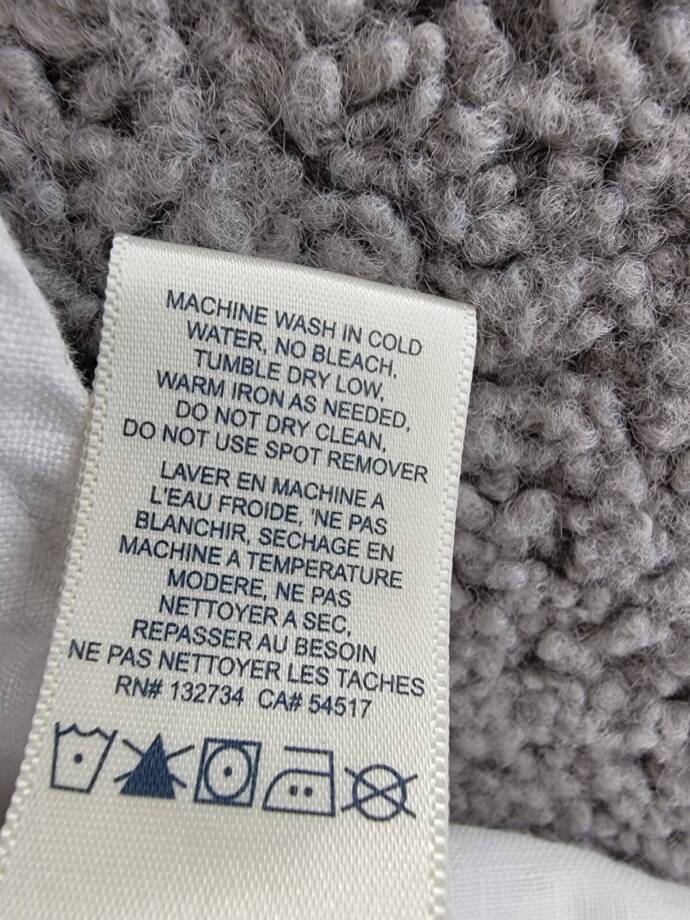 MACHINE WASH IN COLD
WATER, NO BLEACH,
TUMBLE DRY LOW,
WARM IRON AS NEEDED,
DO NOT DRY CLEAN,
DO NOT USE SPOT REMOVER
LAVER EN MACHINE A
L'EAU FROIDE, 'NE PAS
BLANCHIR, SECHAGE EN
MACHINE A TEMPERATURE
MODERE, NE PAS
NETTOYER A SEC,
REPASSER AU BESOIN
NE PAS NETTOYER LES TACHES
RN# 132734 CA# 54517